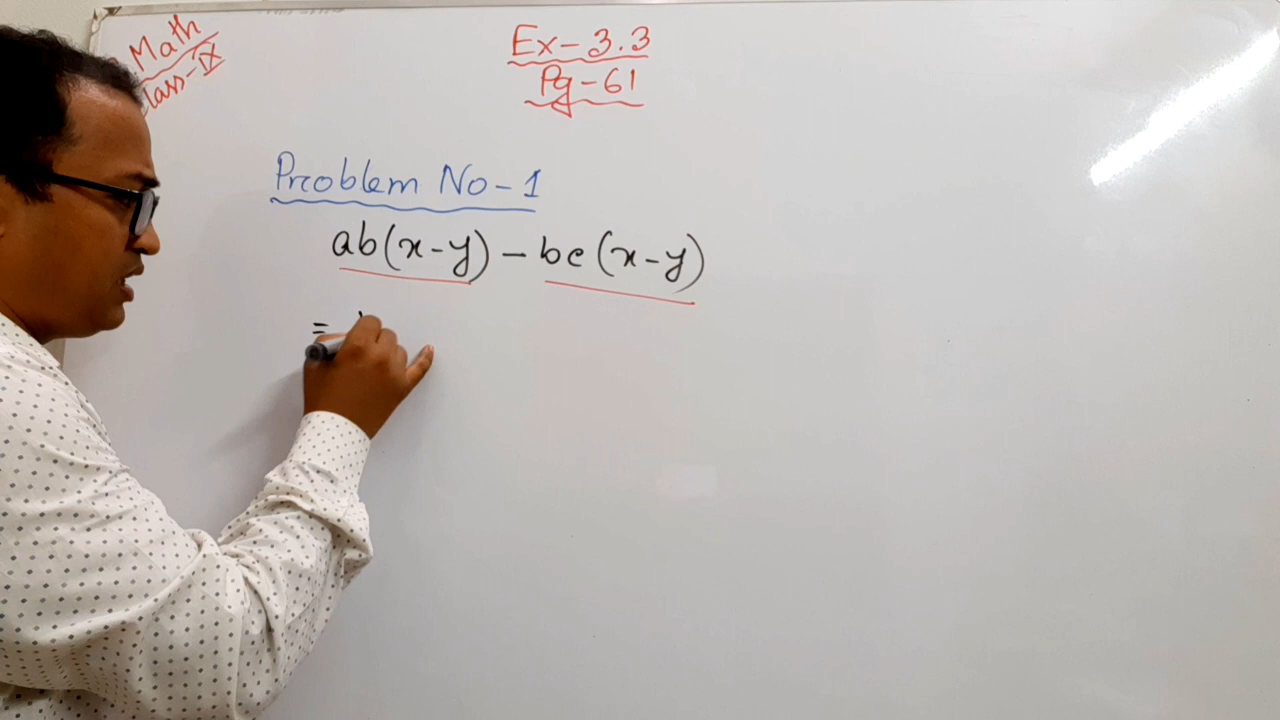 Math
Class-IX
Ex-3.3
Pg-61
Problem No-1
ab(x-y) - bc(x-y)
=